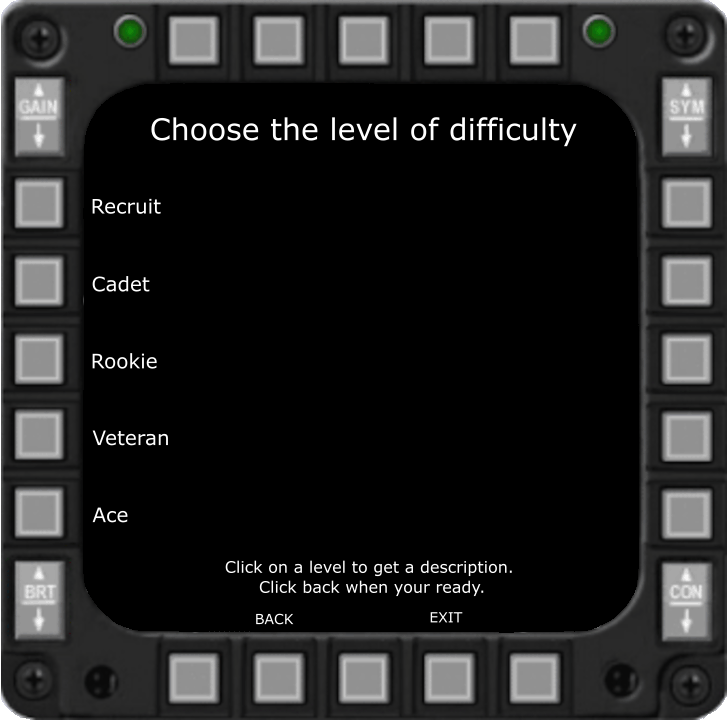 GAIN
SYM
Choose the level of difficulty
Recruit
Cadet
Rookie
Veteran
Ace
Click on a level to get a description.
Click back when your ready.
BRT
CON
BACK
EXIT